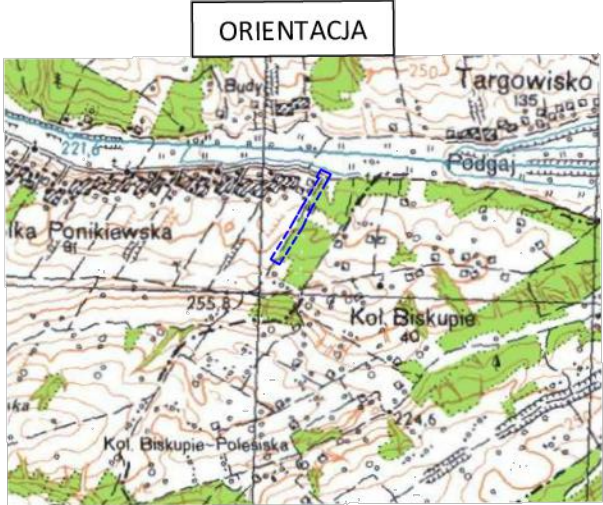 ORIENTACJA
250
Targowisko
135
Budy
221,6
Podgaj
lka Ponikiewska
91
255,8
Kol. Biskupie
40
224,6
Kol. Biskupie-Polesiska